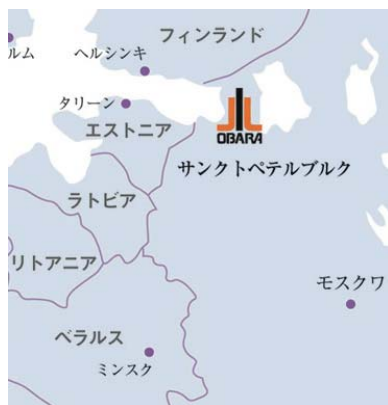 フィンランド
ルム
ヘルシンキ
タリーン
エストニア
OBARA
サンクトペテルブルク
ラトビア
リトアニア
モスクワ
ベラルス
ミンスク